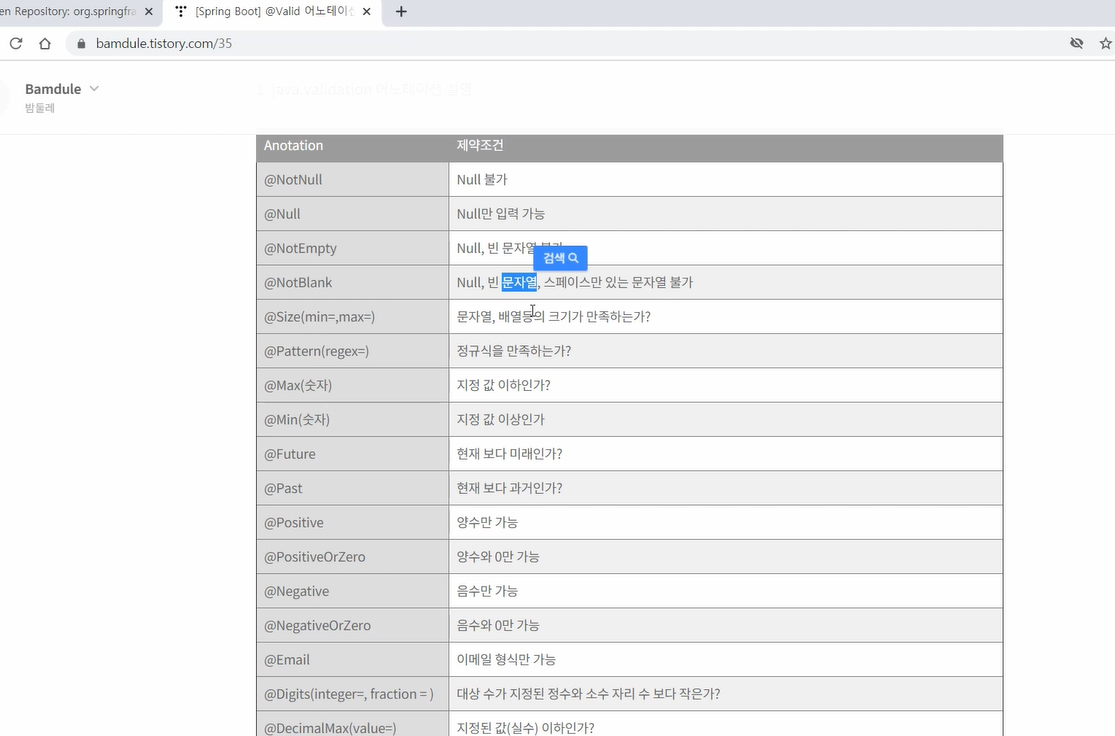 en Repository: org.springfra
[Spring Boot] @Valid 어노테이션
bamdule.tistory.com/35
Bamdule
밤둘레
1. java.validation 어노테이션 설명
Anotation 제약조건
@NotNull Null 불가
@Null Null만 입력 가능
@NotEmpty Null, 빈 문자열 불가
검색
@NotBlank Null, 빈 문자열, 스페이스만 있는 문자열 불가
@Size(min=,max=) 문자열, 배열등의 크기가 만족하는가?
@Pattern(regex=) 정규식을 만족하는가?
@Max(숫자) 지정 값 이하인가?
@Min(숫자) 지정 값 이상인가
@Future 현재 보다 미래인가?
@Past 현재 보다 과거인가?
@Positive 양수만 가능
@PositiveOrZero 양수와 0만 가능
@Negative 음수만 가능
@NegativeOrZero 음수와 0만 가능
@Email 이메일 형식만 가능
@Digits(integer=, fraction = ) 대상 수가 지정된 정수와 소수 자리 수 보다 작은가?
@DecimalMax(value=) 지정된 값(실수) 이하인가?